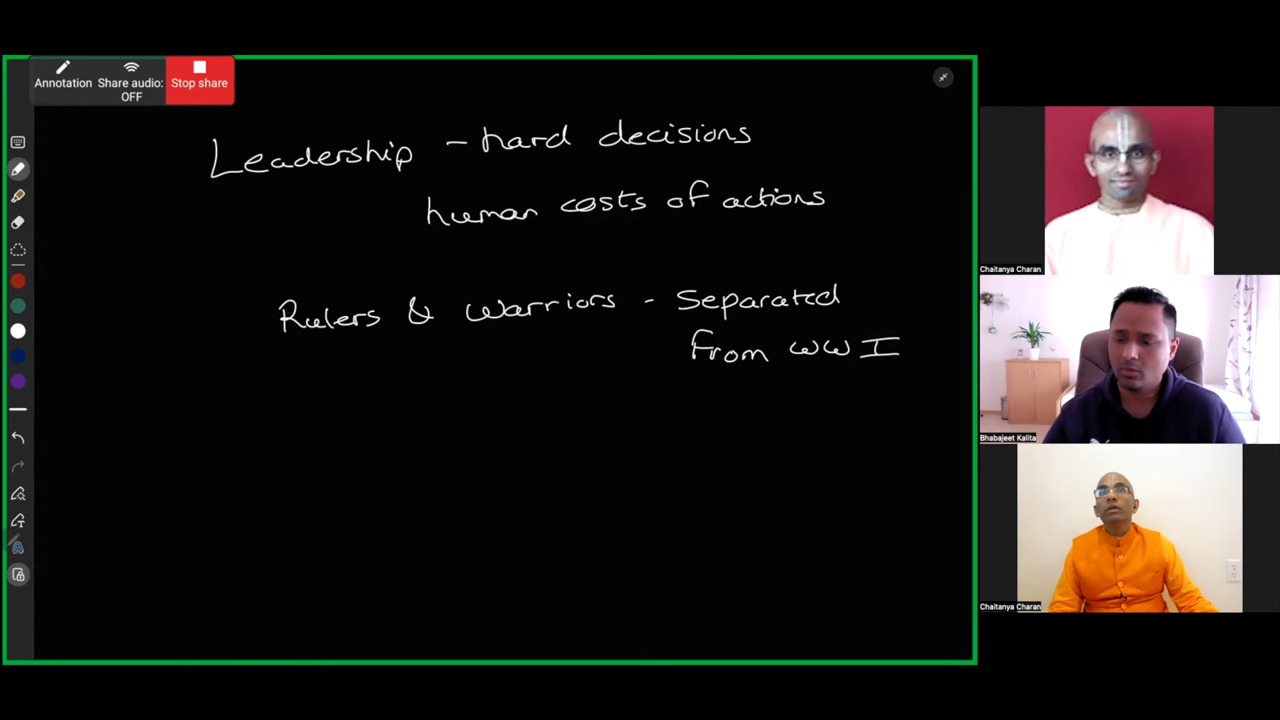 Annotation
Share audio:
OFF
Stop share
Leadership - hard decisions
human costs of actions
Rulers & Warriors - Separated
From WW I
Chaitanya Charan
Bhabajeet Kalita
Chaitanya Charan